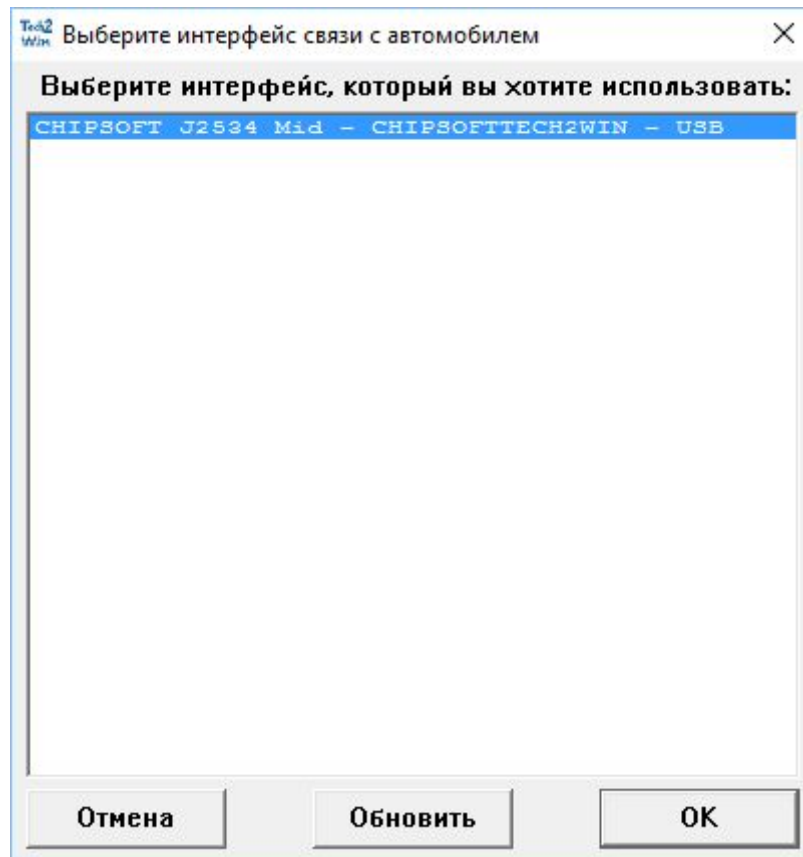 Tech2
Win
Выберите интерфейс связи с автомобилем
Выберите интерфейс, который вы хотите использовать:
CHIPSOFT J2534 Mid - CHIPSOFTTECH2WIN - USB
Отмена Обновить OK